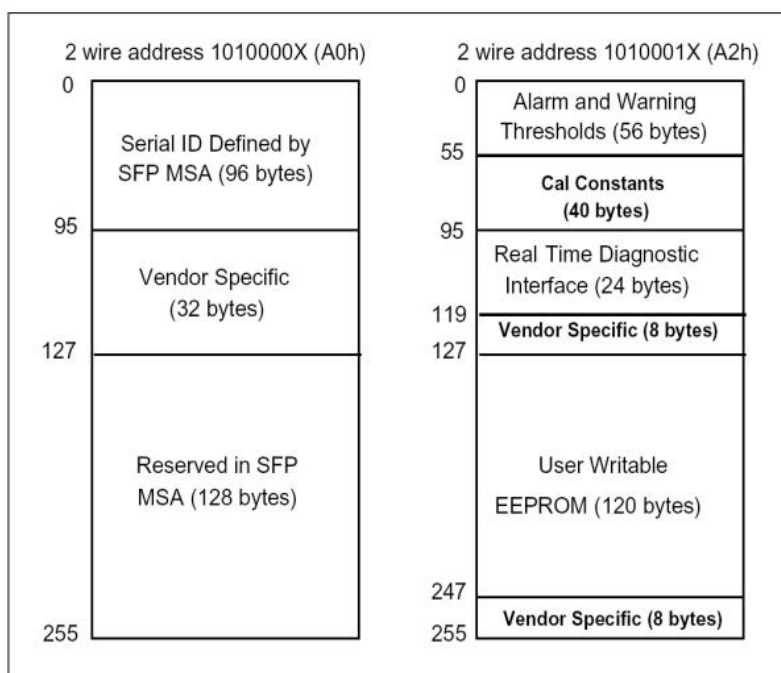 2 wire address 1010000X (A0h)
0
Serial ID Defined by
SFP MSA (96 bytes)
95
Vendor Specific
(32 bytes)
127
Reserved in SFP
MSA (128 bytes)
255
2 wire address 1010001X (A2h)
0
Alarm and Warning
Thresholds (56 bytes)
55
Cal Constants
(40 bytes)
95
Real Time Diagnostic
Interface (24 bytes)
119
Vendor Specific (8 bytes)
127
User Writable
EEPROM (120 bytes)
247
Vendor Specific (8 bytes)
255